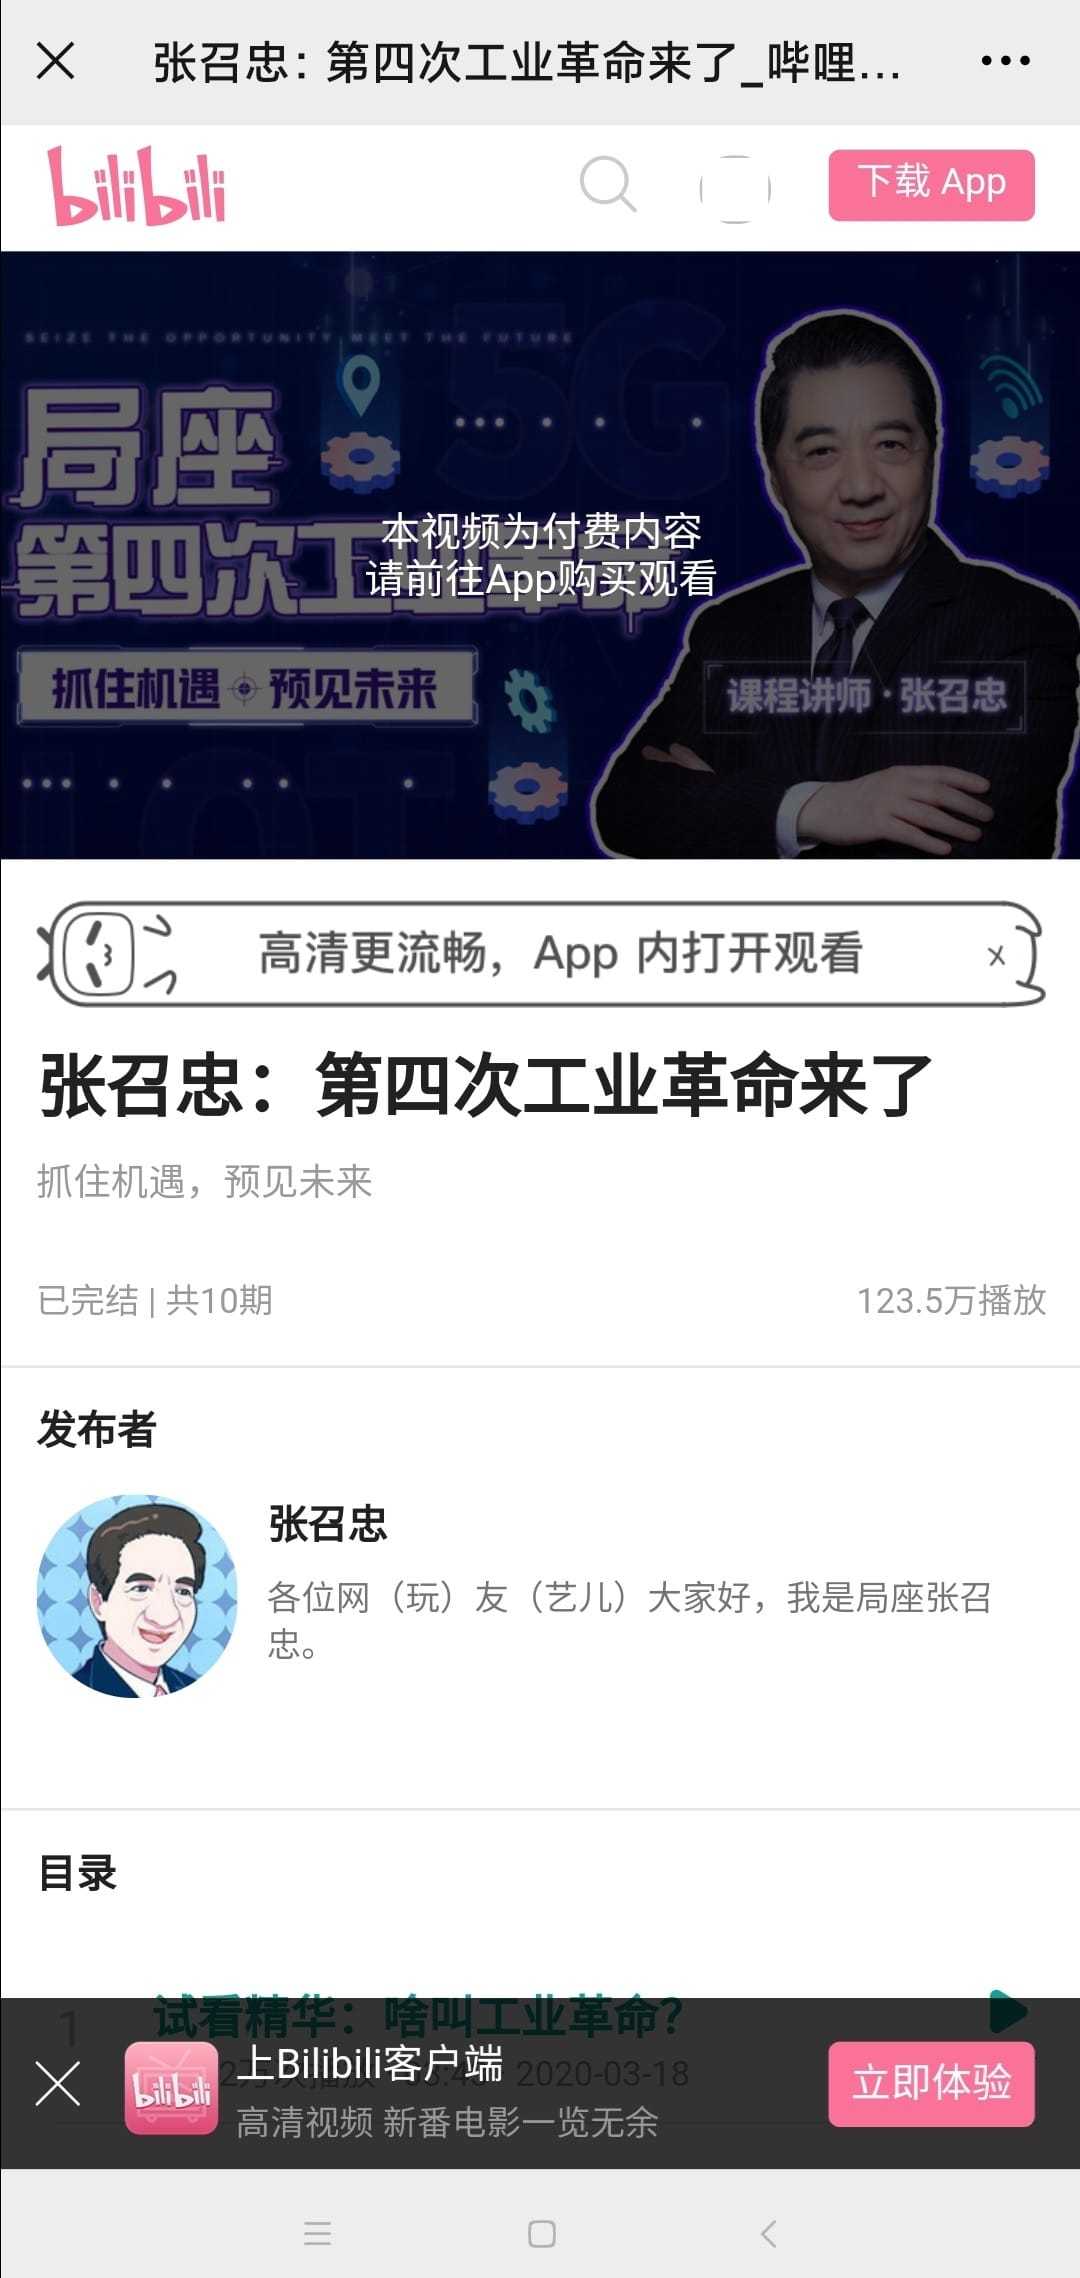 张召忠：第四次工业革命来了_哔哩...
bilibili
下载 App
SEIZE THE OPPORTUNITY MEET THE FUTURE
5G
局座
第四次工业革命
本视频为付费内容
请前往App购买观看
抓住机遇 预见未来
课程讲师·张召忠
IOT
高清更流畅，App 内打开观看
x
张召忠：第四次工业革命来了
抓住机遇，预见未来
已完结 | 共10期
123.5万播放
发布者
张召忠
各位网（玩）友（艺儿）大家好，我是局座张召
忠。
目录
1
试看精华：啥叫工业革命？
2020-03-18
bilibili
上Bilibili客户端
高清视频 新番电影一览无余
立即体验